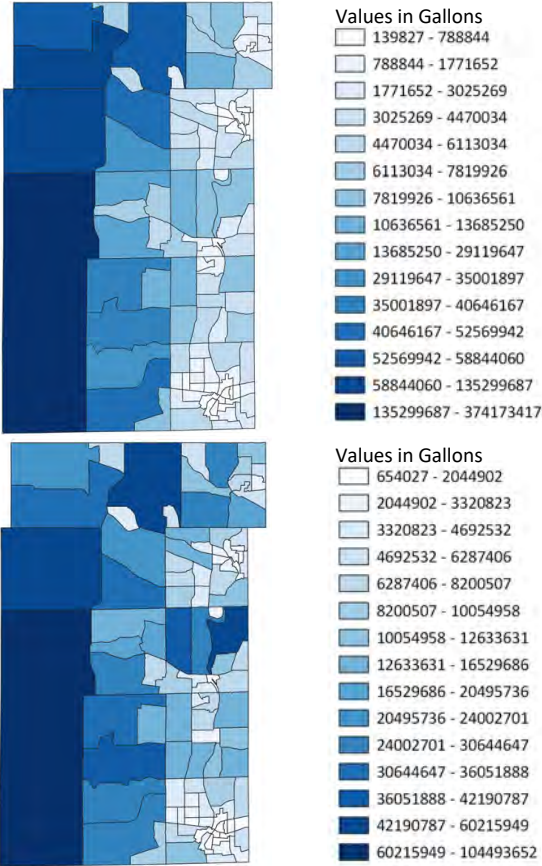 Values in Gallons
139827 - 788844
788844 - 1771652
1771652 - 3025269
3025269 - 4470034
4470034 - 6113034
6113034 - 7819926
7819926 - 10636561
10636561 - 13685250
13685250 - 29119647
29119647 - 35001897
35001897 - 40646167
40646167 - 52569942
52569942 - 58844060
58844060 - 135299687
135299687 - 374173417
Values in Gallons
654027 - 2044902
2044902 - 3320823
3320823 - 4692532
4692532 - 6287406
6287406 - 8200507
8200507 - 10054958
10054958 - 12633631
12633631 - 16529686
16529686 - 20495736
20495736 - 24002701
24002701 - 30644647
30644647 - 36051888
36051888 - 42190787
42190787 - 60215949
60215949 - 104493652